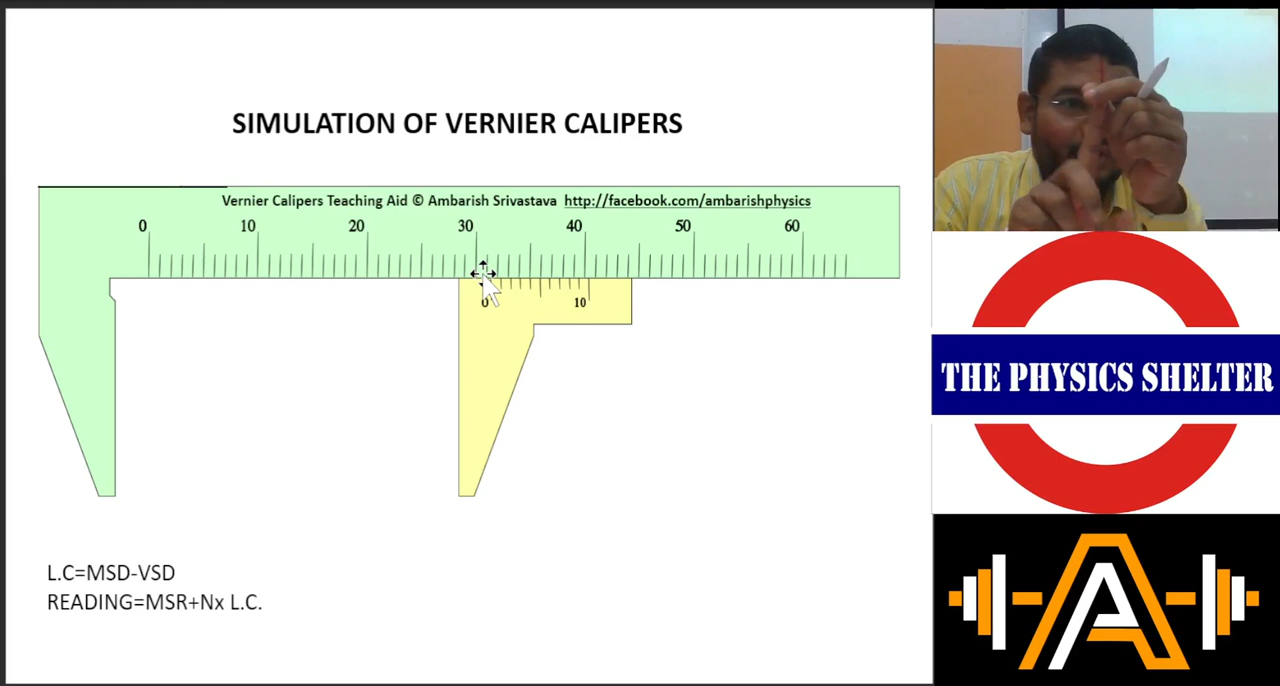 SIMULATION OF VERNIER CALIPERS
Vernier Calipers Teaching Aid © Ambarish Srivastava http://facebook.com/ambarishphysics
0 10 20 30 40 50 60
0 10
L.C=MSD-VSD
READING=MSR+Nx L.C.
THE PHYSICS SHELTER
A